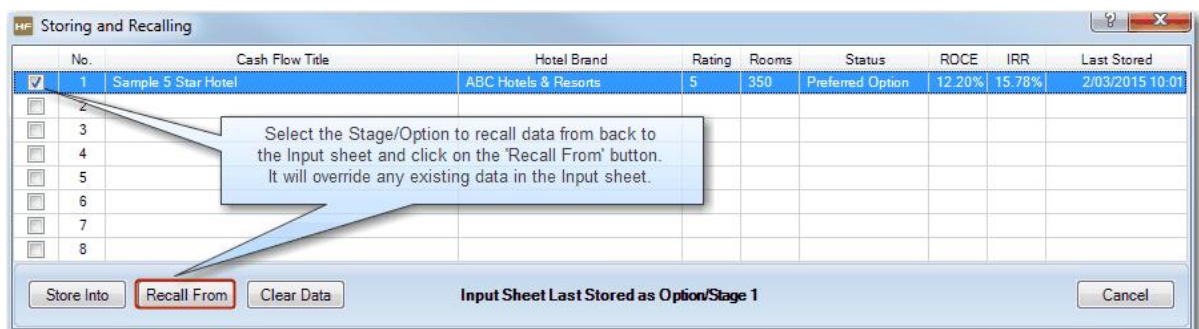 HF Storing and Recalling
No. Cash Flow Title Hotel Brand Rating Rooms Status ROCE IRR Last Stored
1 Sample 5 Star Hotel ABC Hotels & Resorts 5 350 Preferred Option 12.20% 15.78% 2/03/2015 10:01
2
3
4
5
6
7
8
Select the Stage/Option to recall data from back to
the Input sheet and click on the 'Recall From' button.
It will override any existing data in the Input sheet.
Store Into Recall From Clear Data Input Sheet Last Stored as Option/Stage 1 Cancel